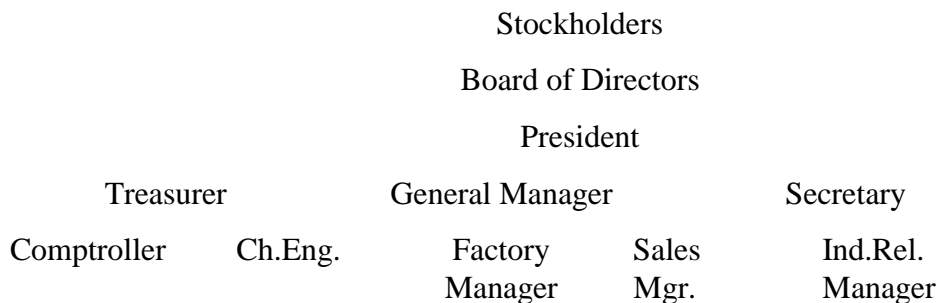 Stockholders
Board of Directors
President
Treasurer General Manager Secretary
Comptroller Ch.Eng. Factory Sales Ind.Rel.
Manager Mgr. Manager